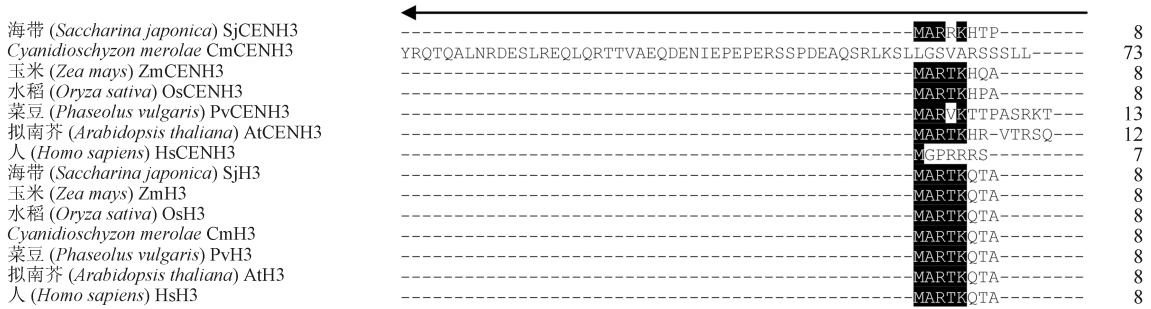 海带 (Saccharina japonica) SjCENH3 ------------------------------------------------MARRKHTP-------- 8
Cyanidioschyzon merolae CmCENH3 YRQTQALNRDESLREQLQRTTVAEQDENIEPEPERSSPDEAQSRLKSLLGSVARSSSLL----- 73
玉米 (Zea mays) ZmCENH3 ------------------------------------------------MARTKHQA-------- 8
水稻 (Oryza sativa) OsCENH3 ------------------------------------------------MARTKHPA-------- 8
菜豆 (Phaseolus vulgaris) PvCENH3 ------------------------------------------------MARVKTTPASRKT--- 13
拟南芥 (Arabidopsis thaliana) AtCENH3 ------------------------------------------------MARTKHR-VTRSQ--- 12
人 (Homo sapiens) HsCENH3 ------------------------------------------------MGPRRRS--------- 7
海带 (Saccharina japonica) SjH3 ------------------------------------------------MARTKQTA-------- 8
玉米 (Zea mays) ZmH3 ------------------------------------------------MARTKQTA-------- 8
水稻 (Oryza sativa) OsH3 ------------------------------------------------MARTKQTA-------- 8
Cyanidioschyzon merolae CmH3 ------------------------------------------------MARTKQTA-------- 8
菜豆 (Phaseolus vulgaris) PvH3 ------------------------------------------------MARTKQTA-------- 8
拟南芥 (Arabidopsis thaliana) AtH3 ------------------------------------------------MARTKQTA-------- 8
人 (Homo sapiens) HsH3 ------------------------------------------------MARTKQTA-------- 8